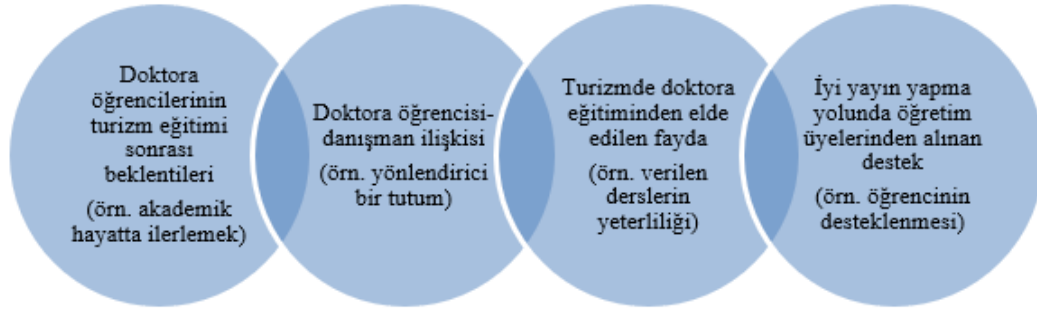 Doktora
öğrencilerinin
turizm eğitimi
sonrası
beklentileri
(örn. akademik
hayatta ilerlemek)
Doktora öğrencisi-
danışman ilişkisi
(örn. yönlendirici
bir tutum)
Turizmde doktora
eğitiminden elde
edilen fayda
(örn. verilen
derslerin
yeterliliği)
İyi yayın yapma
yolunda öğretim
üyelerinden alınan
destek
(örn. öğrencinin
desteklenmesi)